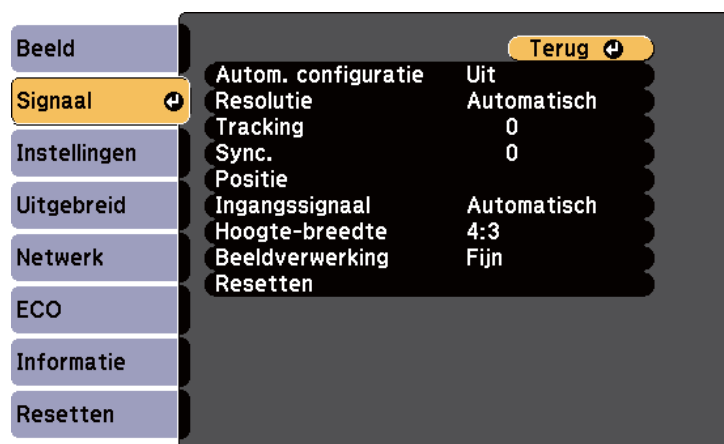 Beeld
Signaal
Instellingen
Uitgebreid
Netwerk
ECO
Informatie
Resetten
Terug
Autom. configuratie Uit
Resolutie Automatisch
Tracking 0
Sync. 0
Positie
Ingangssignaal Automatisch
Hoogte-breedte 4:3
Beeldverwerking Fijn
Resetten